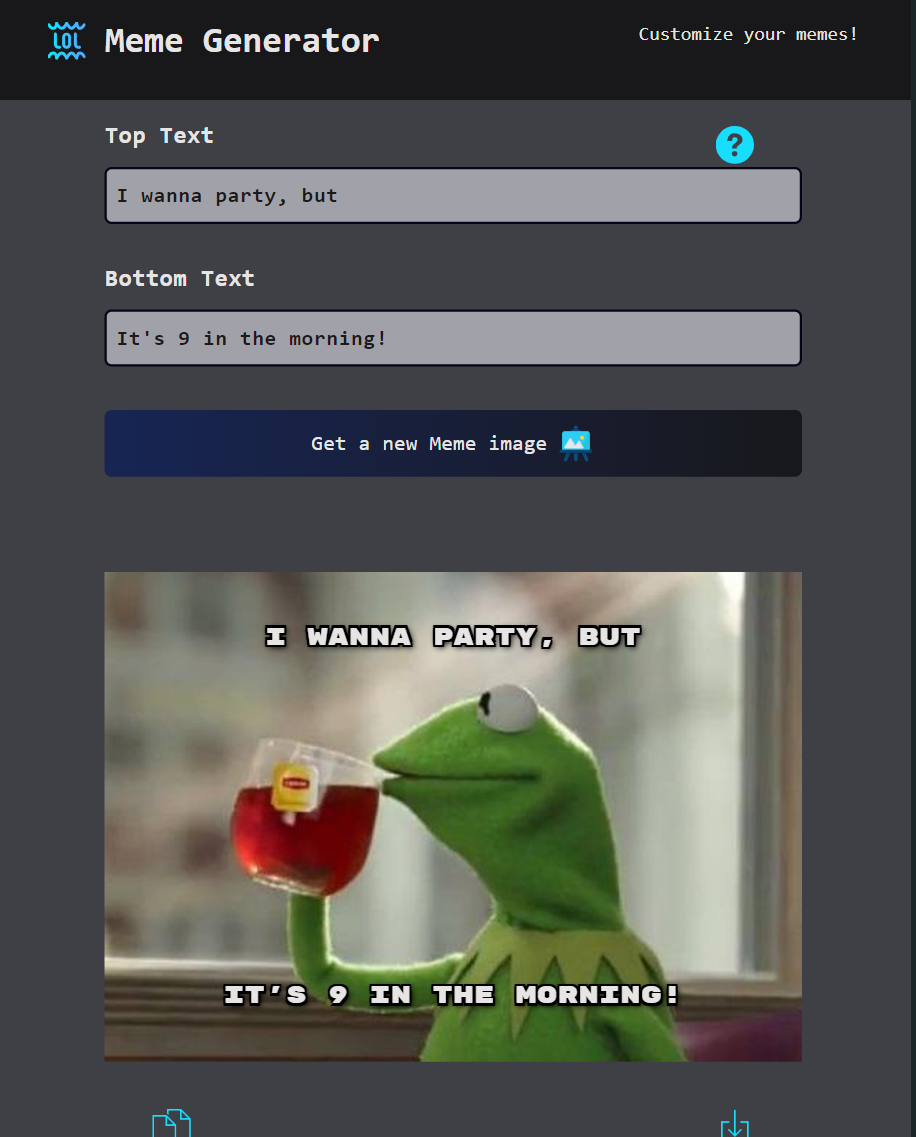 LOL
Meme Generator
Customize your memes!
Top Text
?
I wanna party, but
Bottom Text
It's 9 in the morning!
Get a new Meme image
I WANNA PARTY, BUT
IT'S 9 IN THE MORNING!